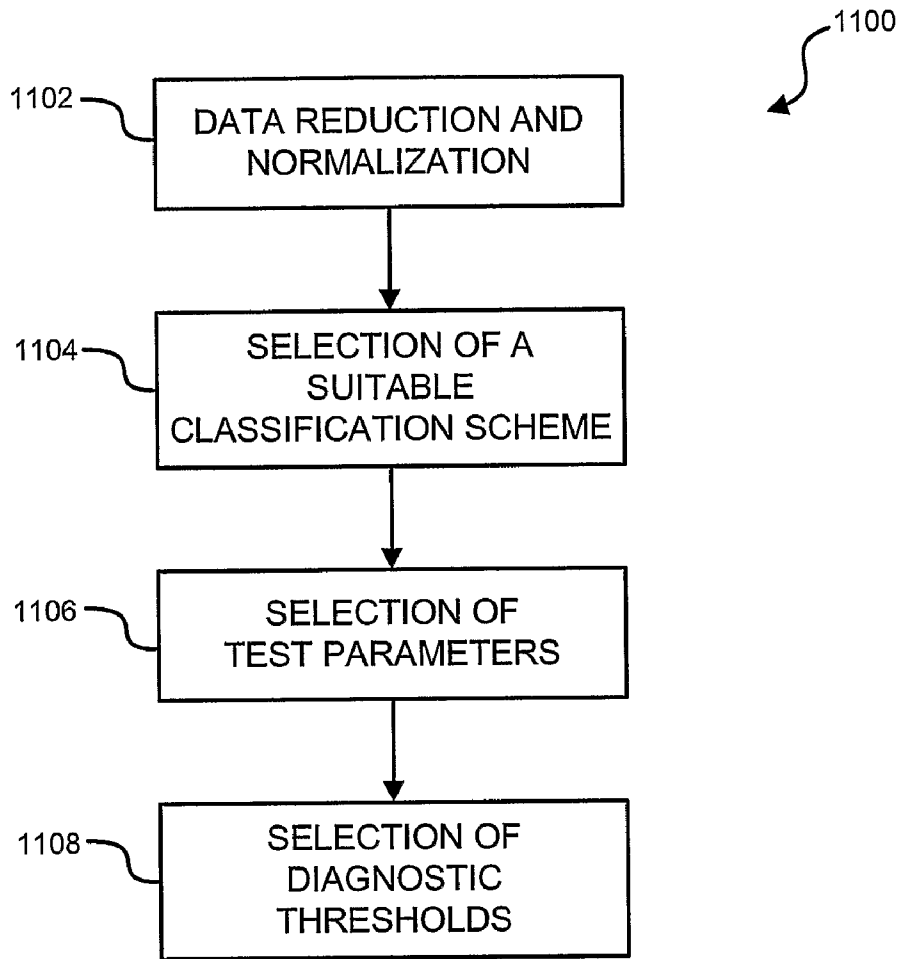 1100
1102
DATA REDUCTION AND
NORMALIZATION
1104
SELECTION OF A
SUITABLE
CLASSIFICATION SCHEME
1106
SELECTION OF
TEST PARAMETERS
1108
SELECTION OF
DIAGNOSTIC
THRESHOLDS